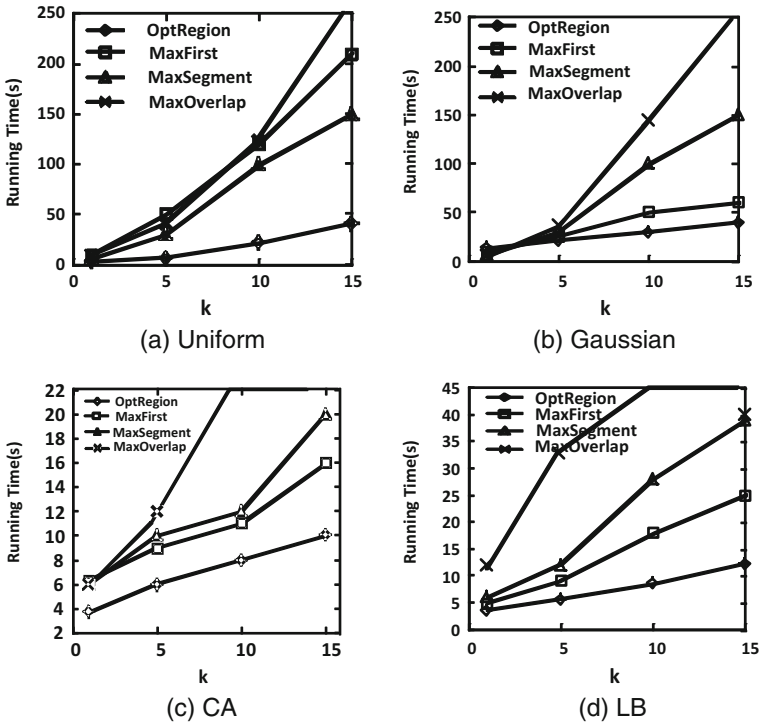 250
200
150
100
50
0
Running Time(s)
OptRegion
MaxFirst
MaxSegment
MaxOverlap
0 5 10 15
k
(a) Uniform
250
200
150
100
50
0
Running Time(s)
OptRegion
MaxFirst
MaxSegment
MaxOverlap
0 5 10 15
k
(b) Gaussian
22
20
18
16
14
12
10
8
6
4
2
Running Time(s)
OptRegion
MaxFirst
MaxSegment
MaxOverlap
0 5 10 15
k
(c) CA
45
40
35
30
25
20
15
10
5
0
Running Time(s)
OptRegion
MaxFirst
MaxSegment
MaxOverlap
0 5 10 15
k
(d) LB